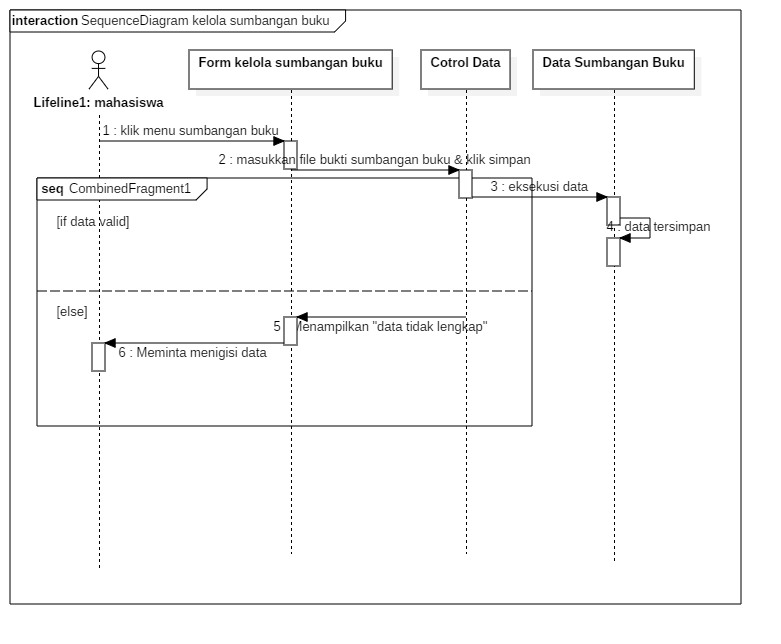 interaction SequenceDiagram kelola sumbangan buku
Form kelola sumbangan buku
Cotrol Data
Data Sumbangan Buku
Lifeline1: mahasiswa
1 : klik menu sumbangan buku
2 : masukkan file bukti sumbangan buku & klik simpan
seq CombinedFragment1
3 : eksekusi data
[if data valid]
4 : data tersimpan
[else]
5 : Menampilkan "data tidak lengkap"
6 : Meminta menigisi data